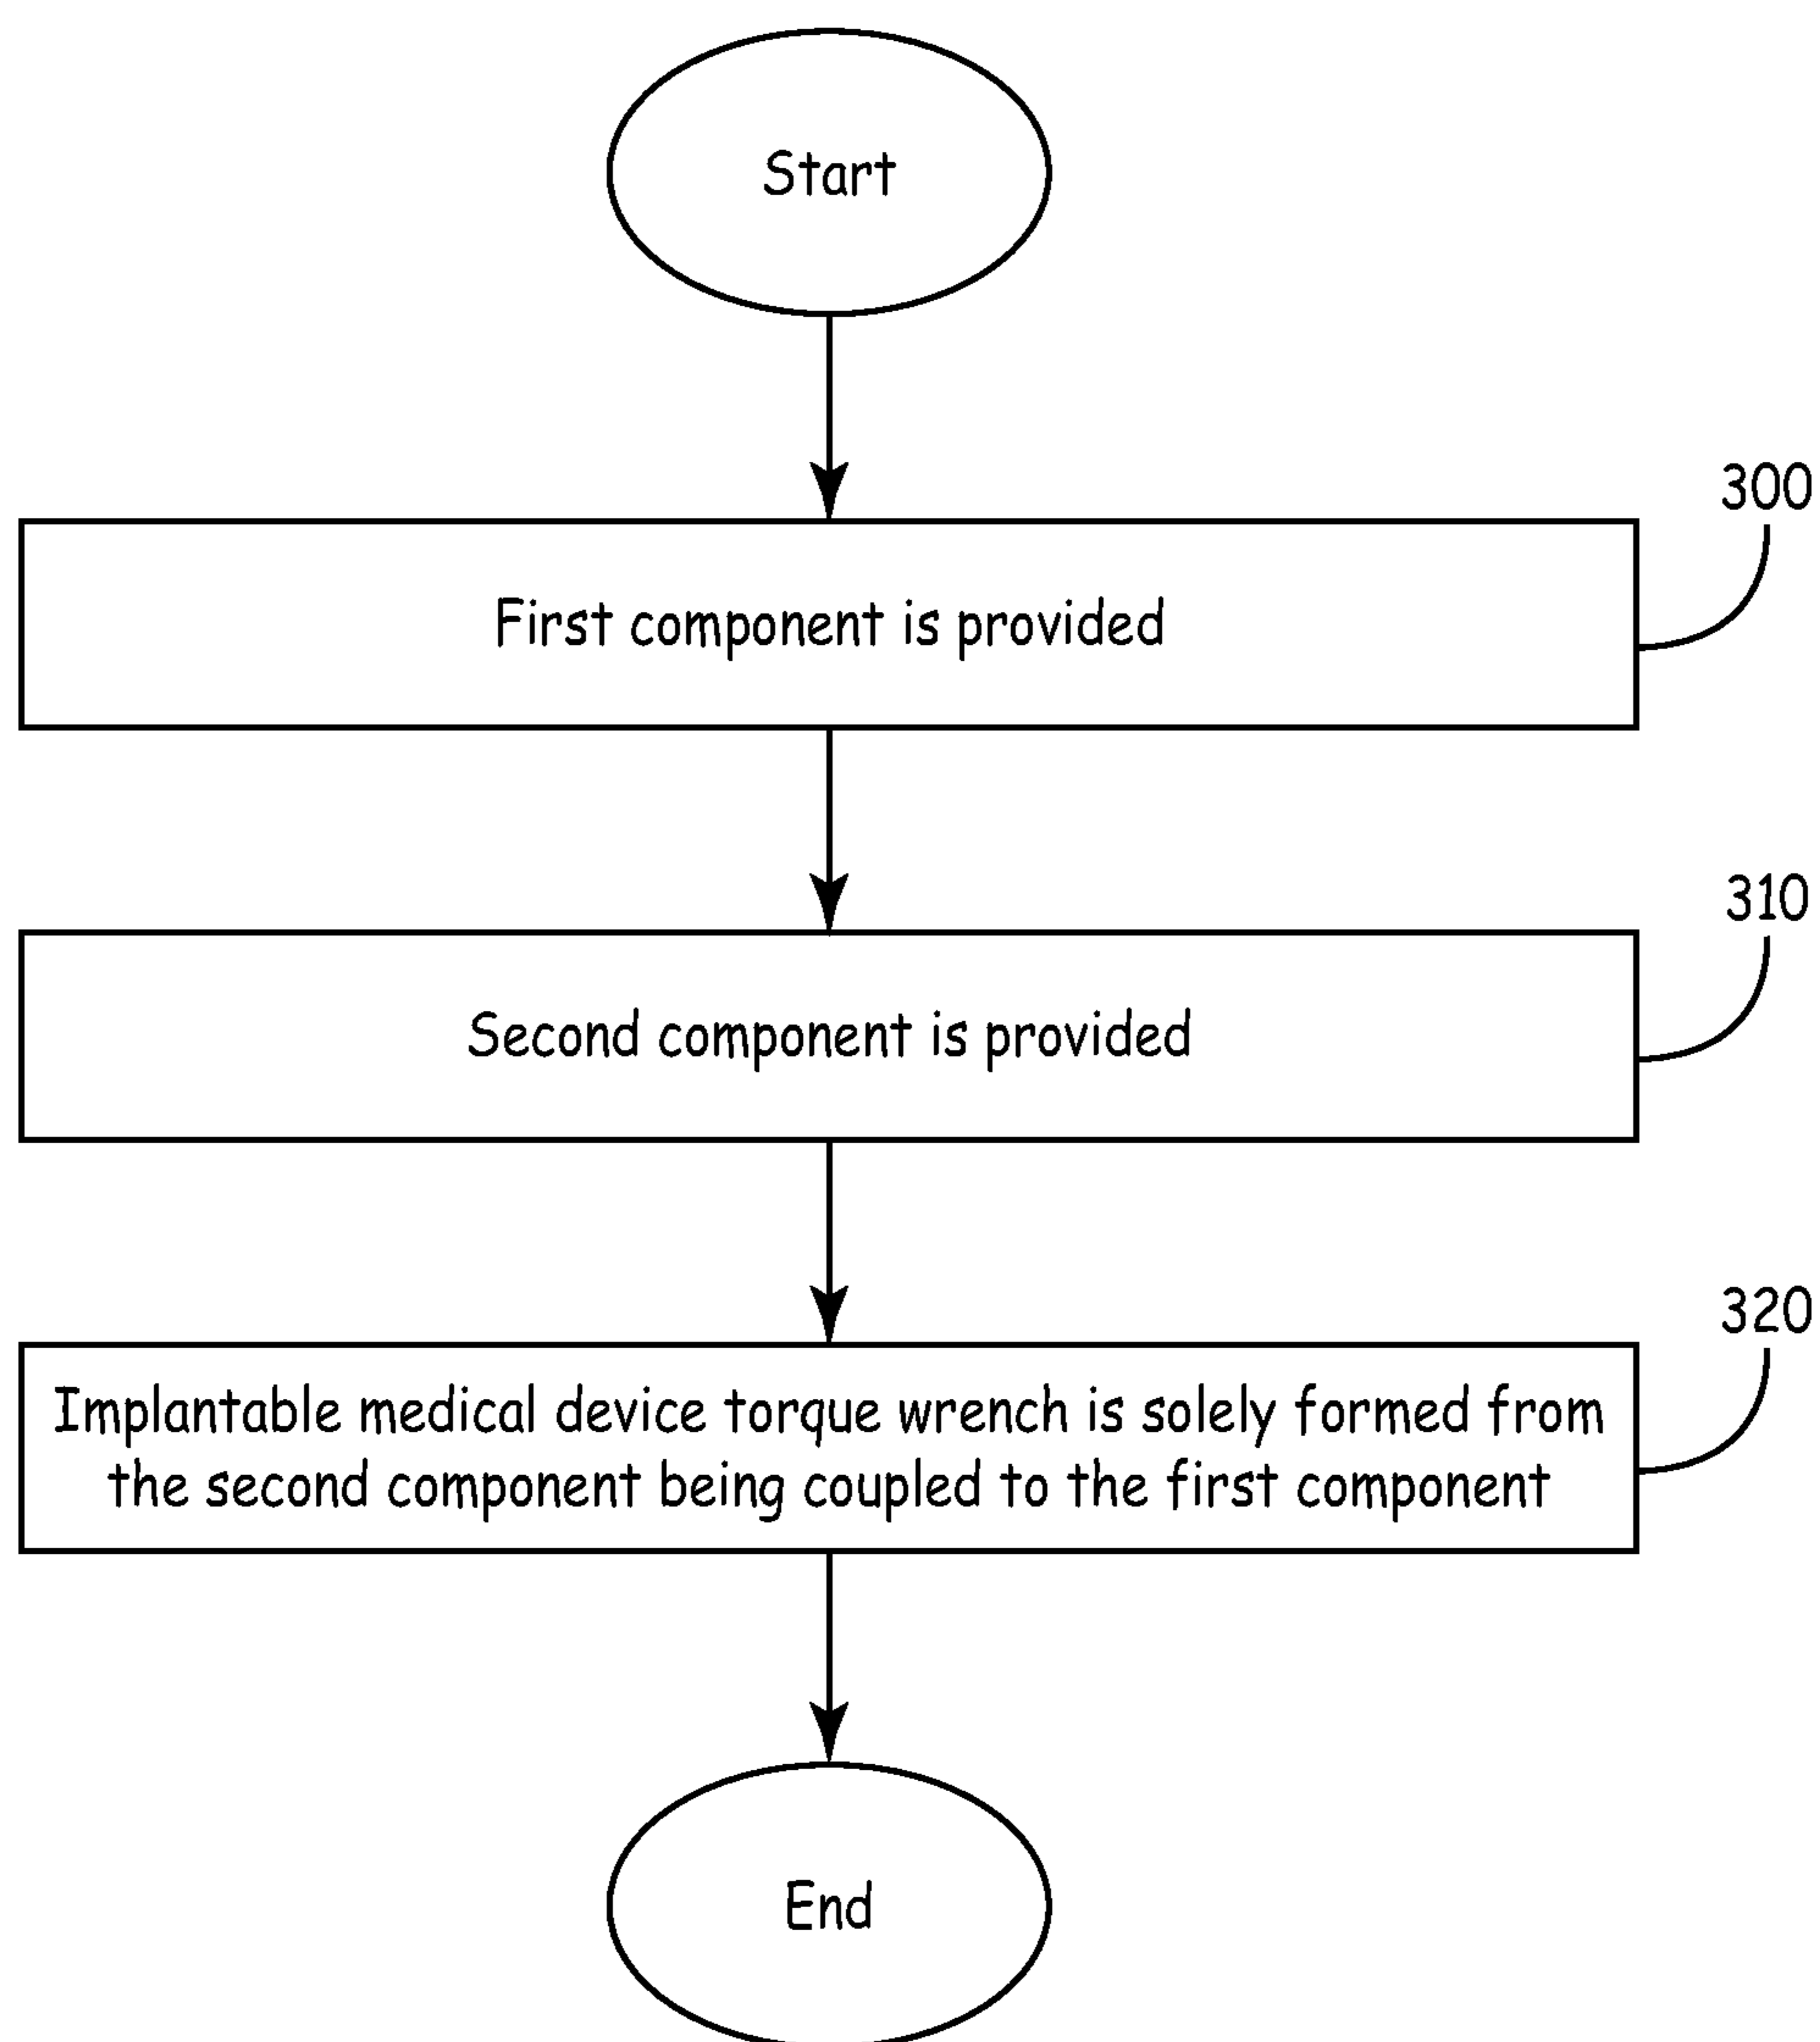 Start
300
First component is provided
310
Second component is provided
320
Implantable medical device torque wrench is solely formed from
the second component being coupled to the first component
End